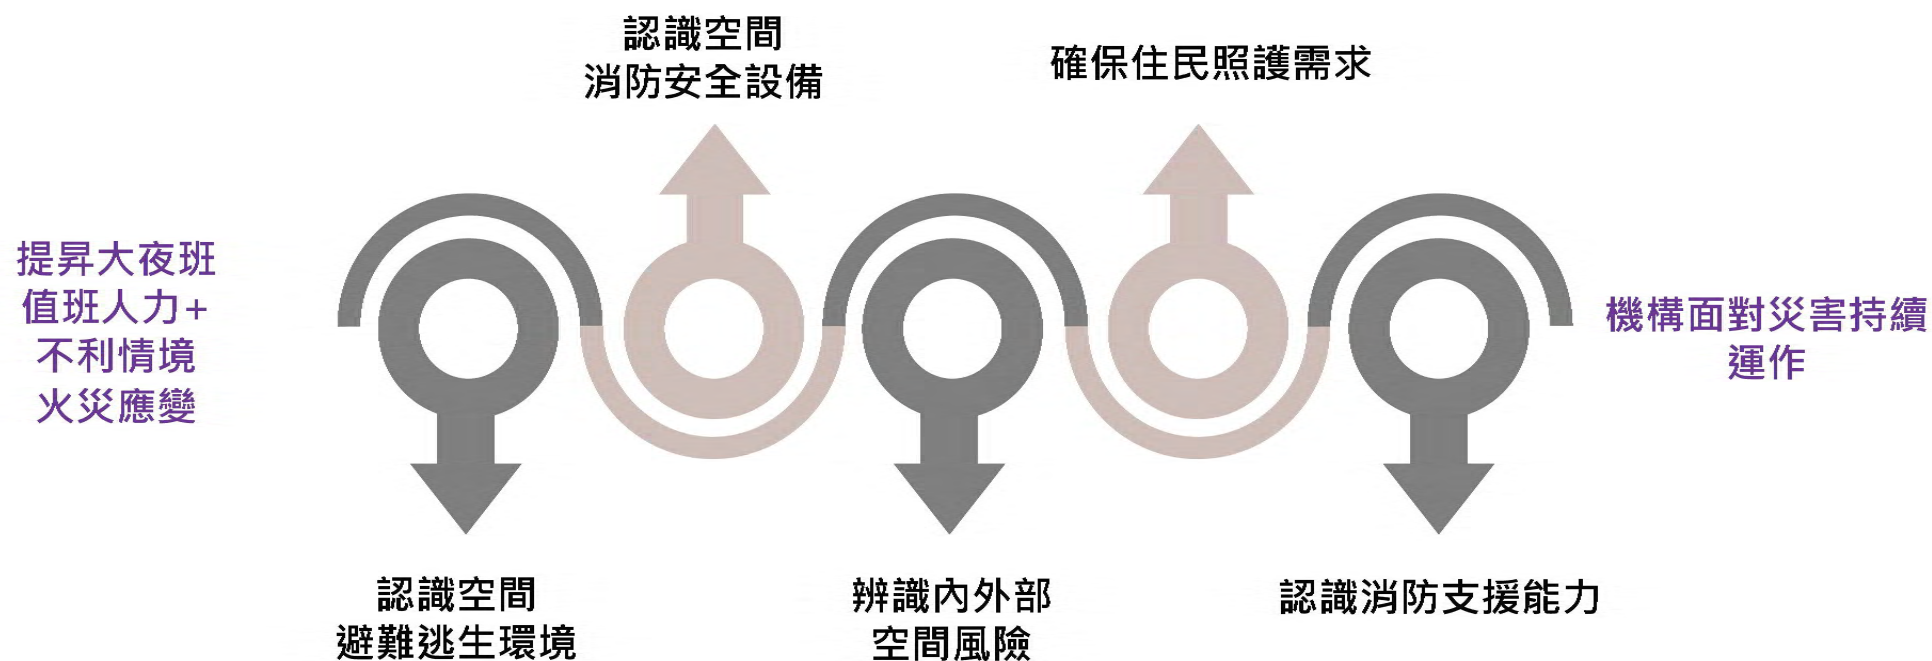 提昇大夜班
值班人力+
不利情境
火災應變
認識空間
避難逃生環境
認識空間
消防安全設備
辨識內外部
空間風險
確保住民照護需求
認識消防支援能力
機構面對災害持續
運作